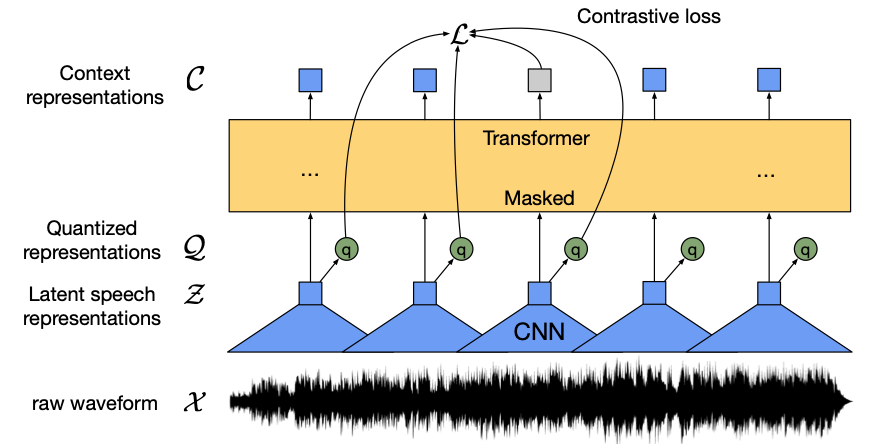 Contrastive loss
ℒ
Context
representations
𝒞
Transformer
...
...
Masked
Quantized
representations
𝒬
q
q
q
q
q
Latent speech
representations
𝒵
CNN
raw waveform
𝒳